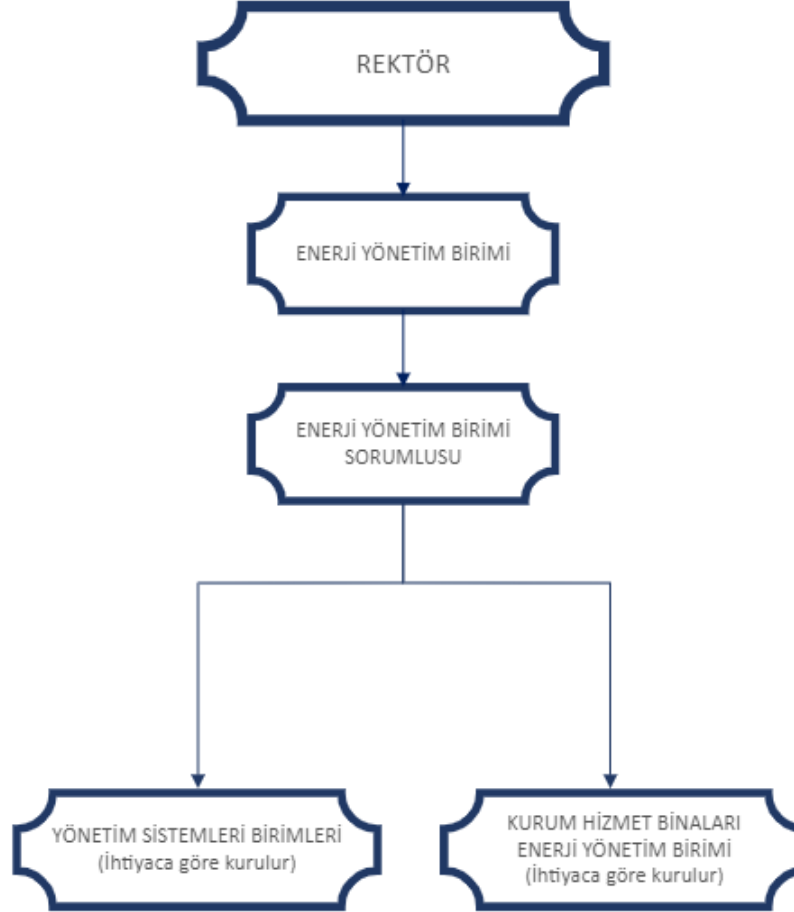 REKTÖR
ENERJİ YÖNETİM BİRİMİ
ENERJİ YÖNETİM BİRİMİ
SORUMLUSU
YÖNETİM SİSTEMLERİ BİRİMLERİ
(İhtiyaca göre kurulur)
KURUM HİZMET BİNALARI
ENERJİ YÖNETİM BİRİMİ
(İhtiyaca göre kurulur)